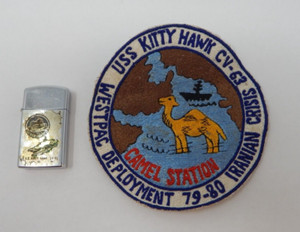 USS KITTY HAWK CV-63
WESTPAC DEPLOYMENT 79-80 IRANIAN CRISIS
CAMEL STATION